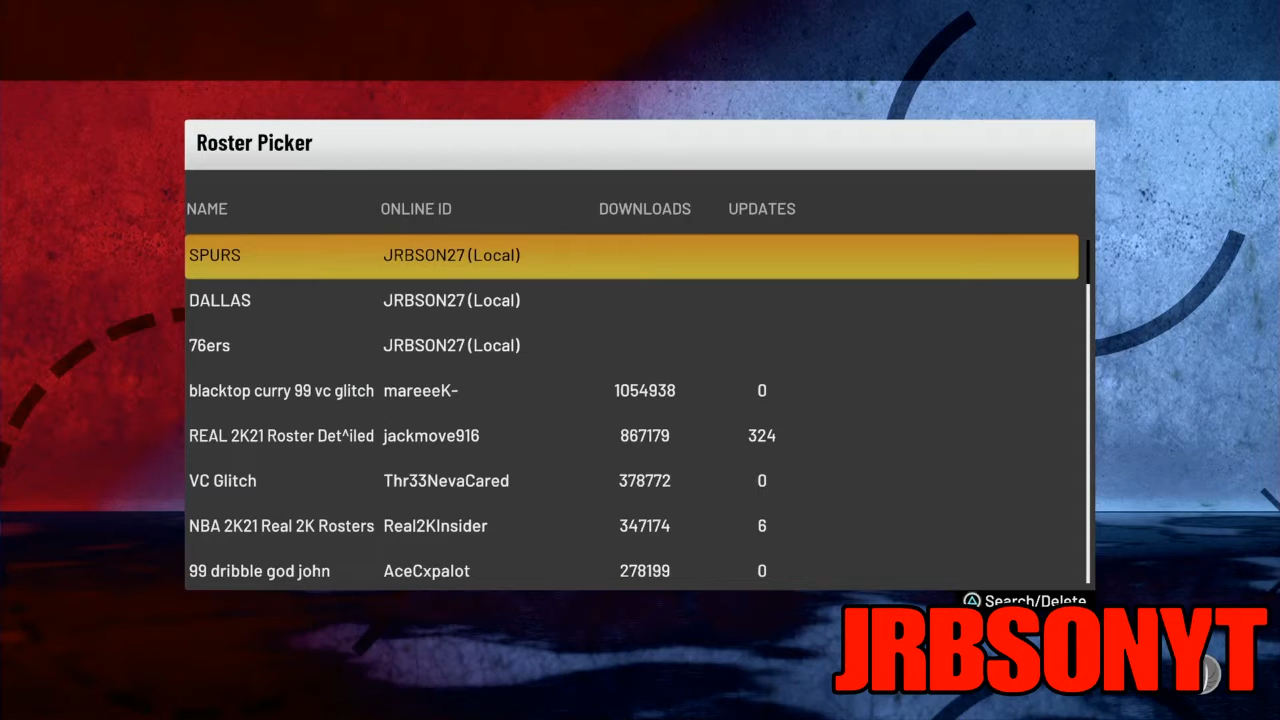 Roster Picker
NAME ONLINE ID DOWNLOADS UPDATES
SPURS JRBSON27 (Local)
DALLAS JRBSON27 (Local)
76ers JRBSON27 (Local)
blacktop curry 99 vc glitch mareeeK- 1054938 0
REAL 2K21 Roster Det^iled jackmove916 867179 324
VC Glitch Thr33NevaCared 378772 0
NBA 2K21 Real 2K Rosters Real2KInsider 347174 6
99 dribble god john AceCxpalot 278199 0
Search/Delete
JRBSONYT